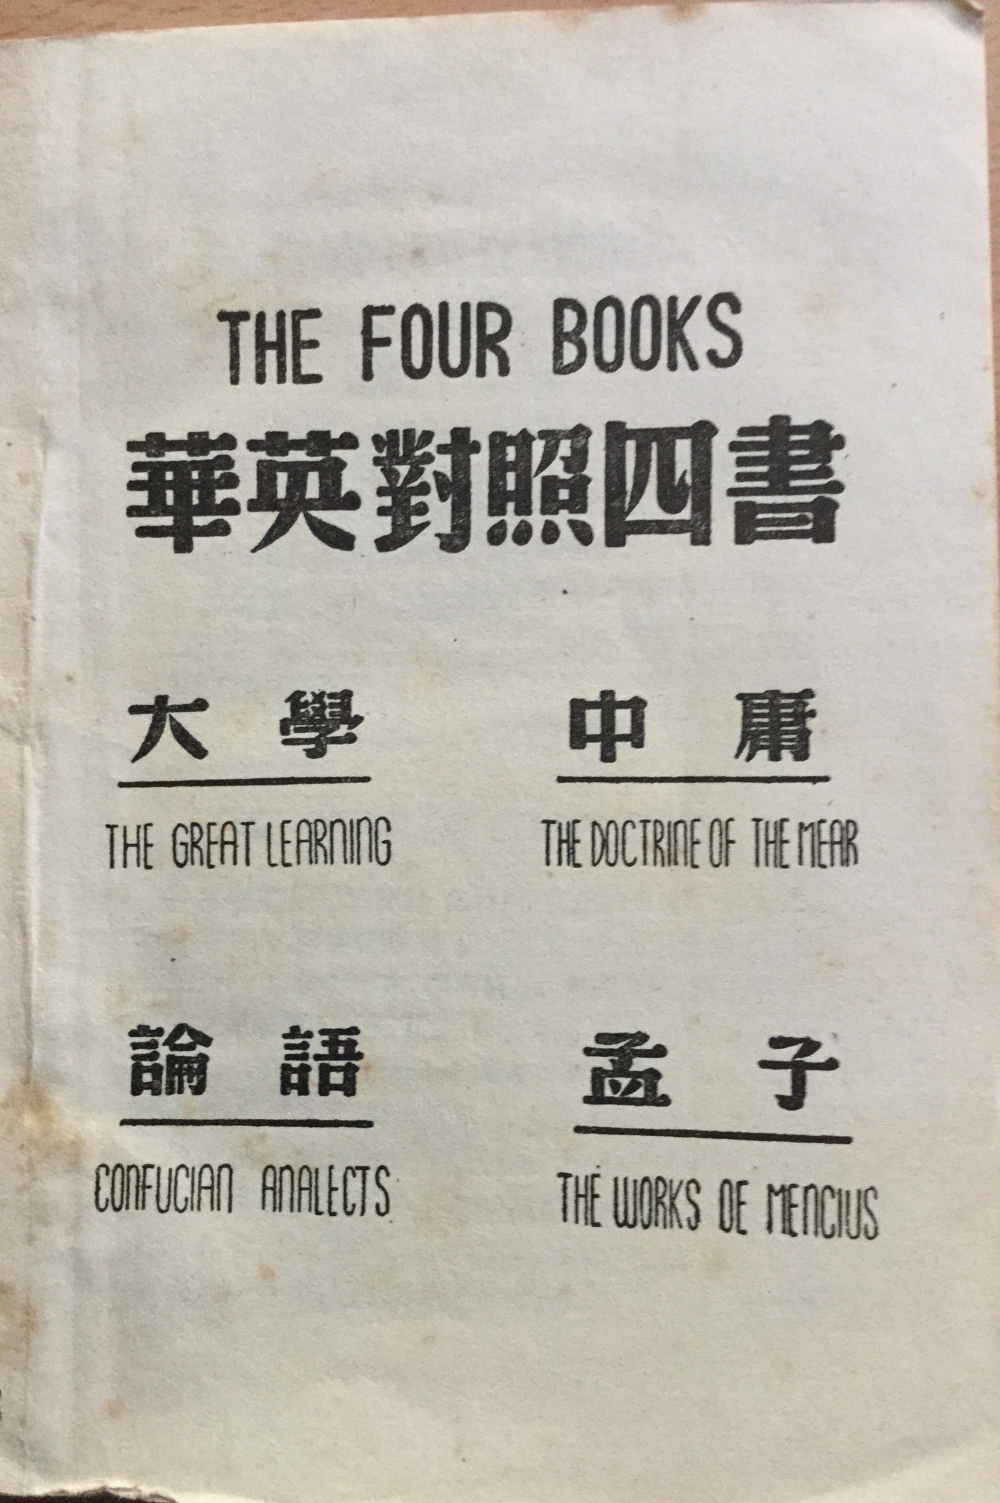 THE FOUR BOOKS
華英對照四書
大學 中庸
THE GREAT LEARNING THE DOCTRINE OF THE MEAR
論語 孟子
CONFUCIAN ANALECTS THE WORKS OE MENCIUS